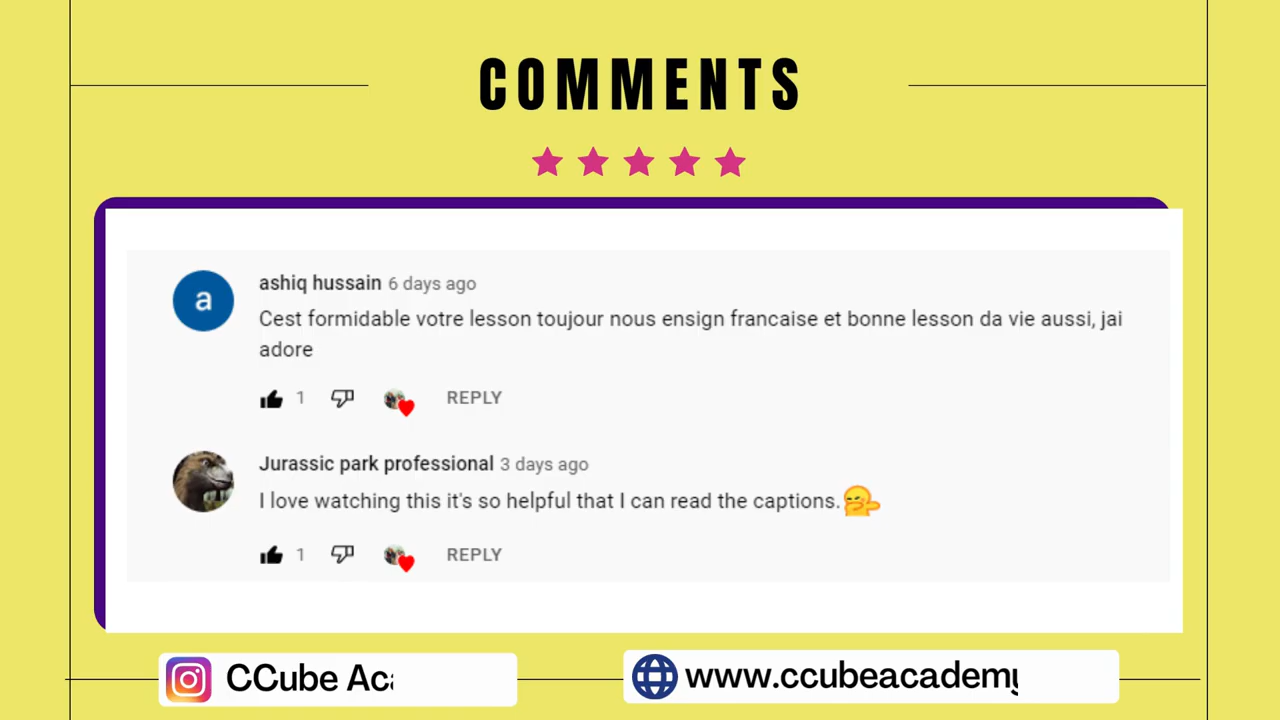 COMMENTS
a
ashiq hussain 6 days ago
Cest formidable votre lesson toujour nous ensign francaise et bonne lesson da vie aussi, jai
adore
1 REPLY
Jurassic park professional 3 days ago
I love watching this it's so helpful that I can read the captions.
1 REPLY
CCube Aca
www.ccubeacademy